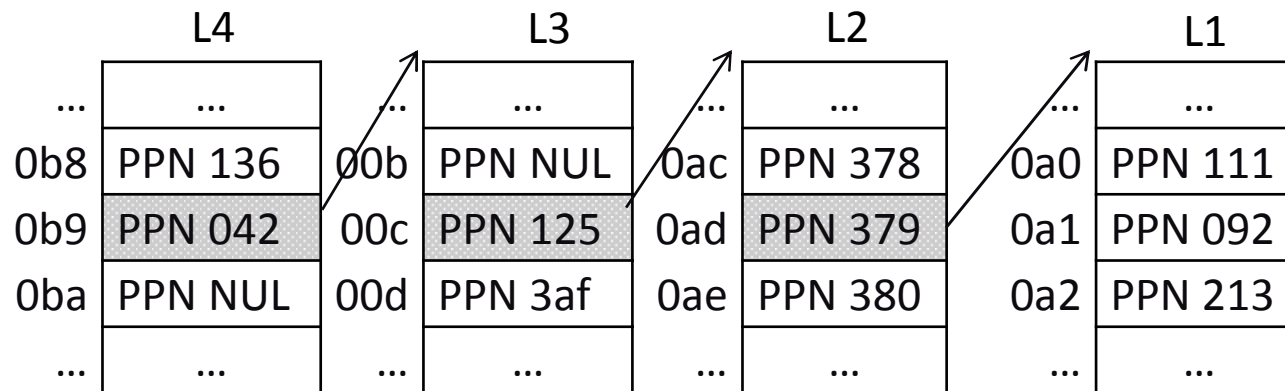 L4 L3 L2 L1
... ... ... ... ... ... ... ...
0b8 PPN 136 00b PPN NUL 0ac PPN 378 0a0 PPN 111
0b9 PPN 042 00c PPN 125 0ad PPN 379 0a1 PPN 092
0ba PPN NUL 00d PPN 3af 0ae PPN 380 0a2 PPN 213
... ... ... ... ... ... ... ...